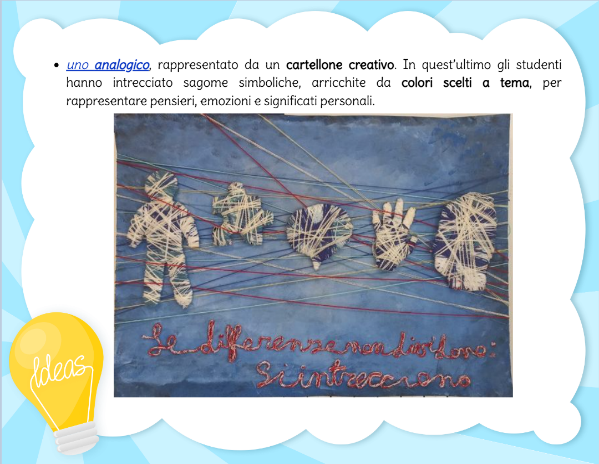 • uno analogico, rappresentato da un cartellone creativo. In quest'ultimo gli studenti
hanno intrecciato sagome simboliche, arricchite da colori scelti a tema, per
rappresentare pensieri, emozioni e significati personali.
Le differenze non dividono:
si intrecciano
Ideas